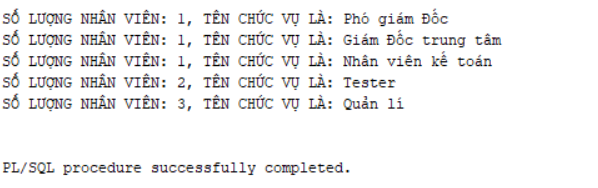 SỐ LƯỢNG NHÂN VIÊN: 1, TÊN CHỨC VỤ LÀ: Phó giám Đốc
SỐ LƯỢNG NHÂN VIÊN: 1, TÊN CHỨC VỤ LÀ: Giám Đốc trung tâm
SỐ LƯỢNG NHÂN VIÊN: 1, TÊN CHỨC VỤ LÀ: Nhân viên kế toán
SỐ LƯỢNG NHÂN VIÊN: 2, TÊN CHỨC VỤ LÀ: Tester
SỐ LƯỢNG NHÂN VIÊN: 3, TÊN CHỨC VỤ LÀ: Quản lí
PL/SQL procedure successfully completed.